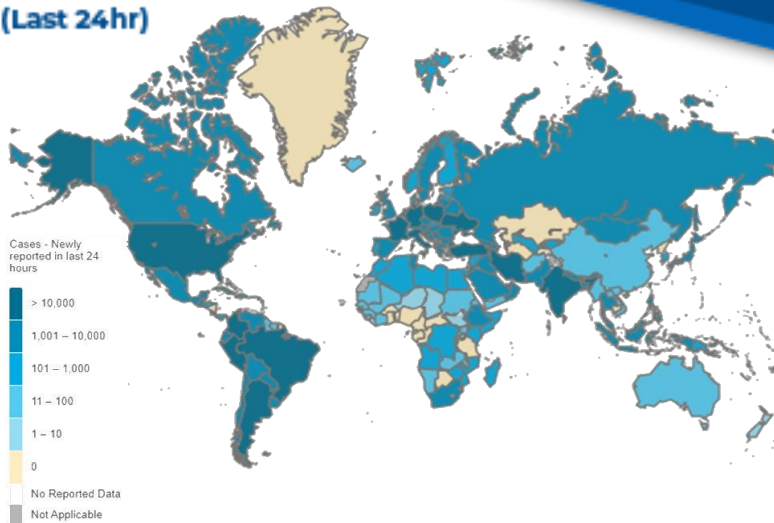 (Last 24hr)
Cases - Newly
reported in last 24
hours
> 10,000
1,001 – 10,000
101 – 1,000
11 – 100
1 – 10
0
No Reported Data
Not Applicable